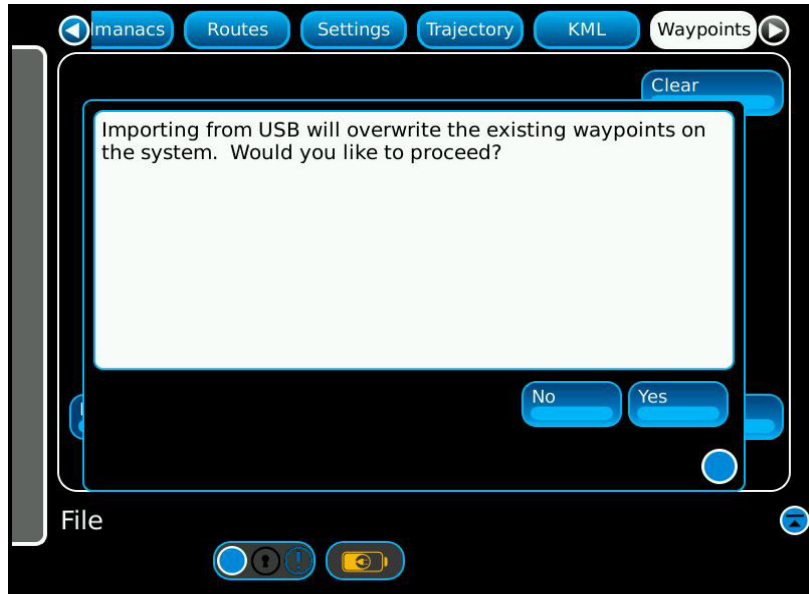 lmanacs Routes Settings Trajectory KML Waypoints
Clear
Importing from USB will overwrite the existing waypoints on
the system. Would you like to proceed?
No Yes
File